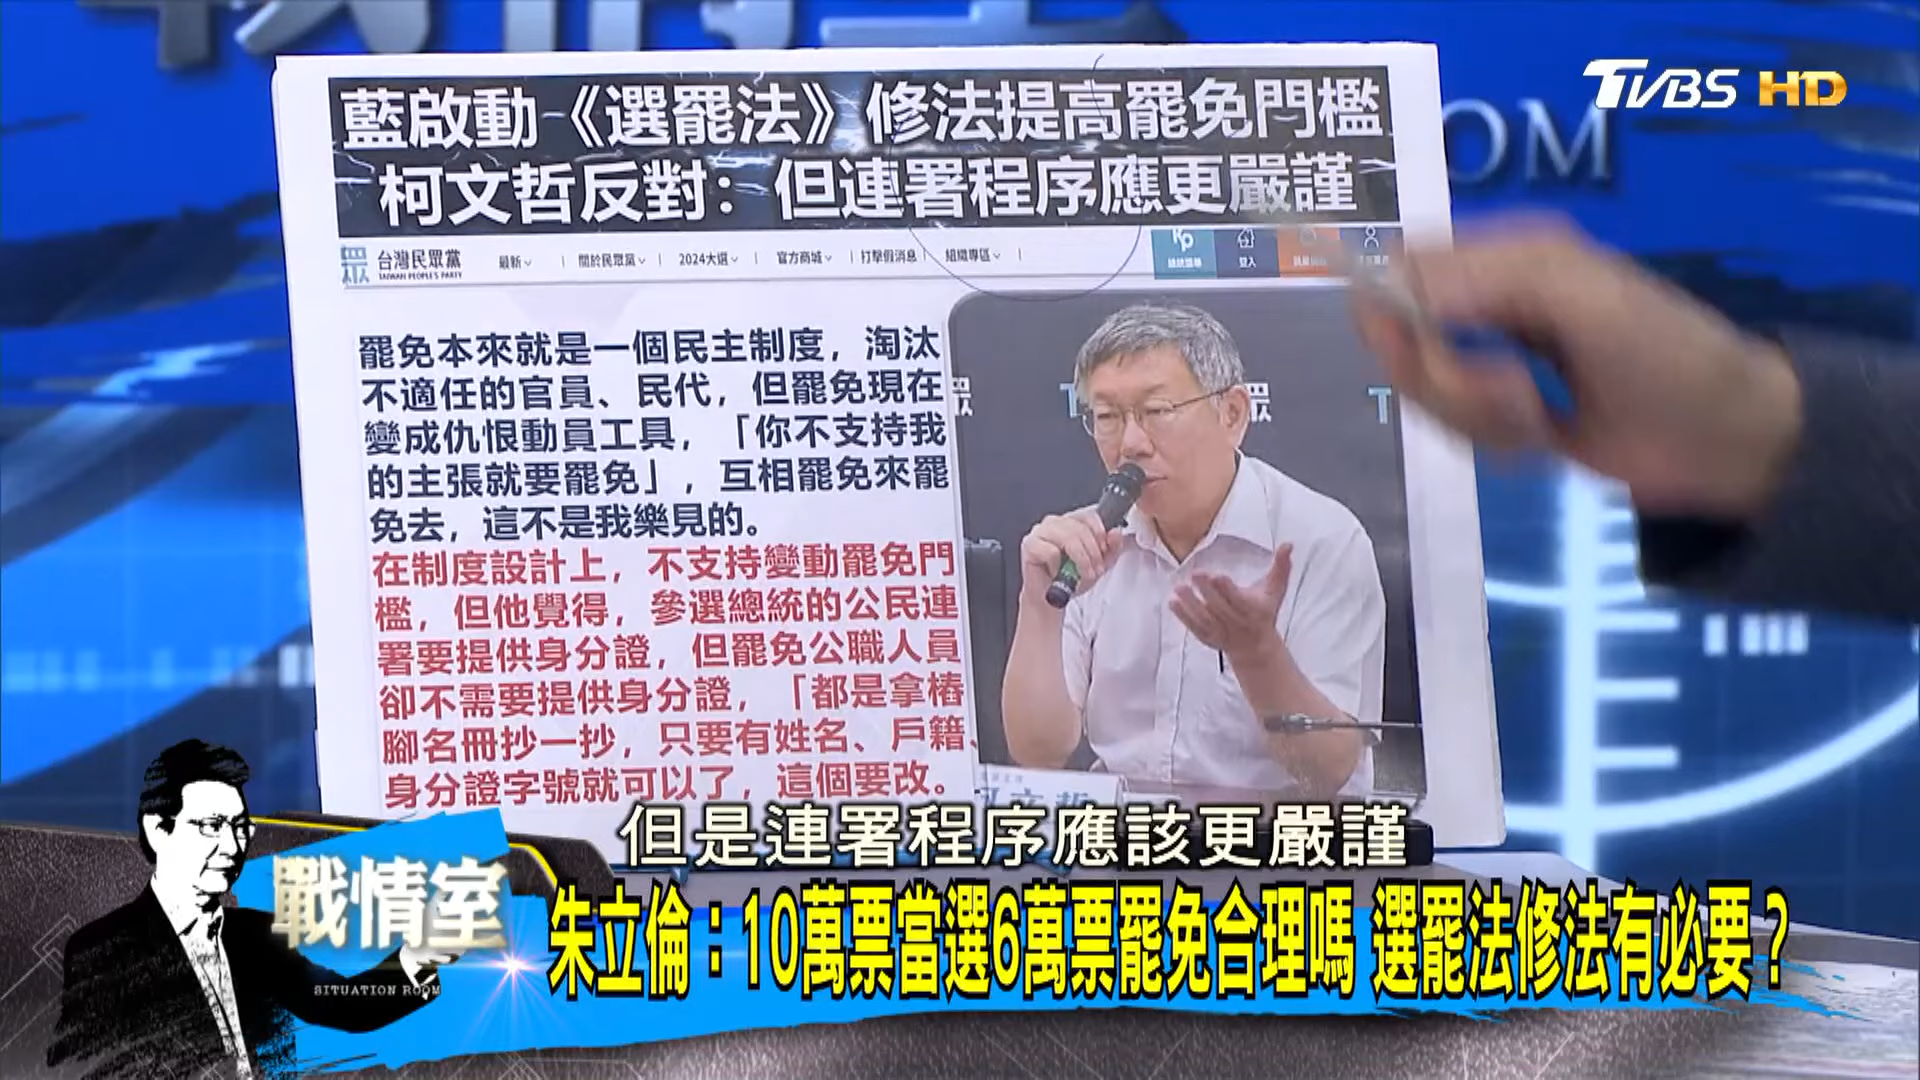 TVBS HD
OM
藍啟動《選罷法》修法提高罷免門檻
柯文哲反對：但連署程序應更嚴謹
眾 台灣民眾黨 最新 關於民眾黨 2024大選 官方商城 打擊假消息 組織專區
TAIWAN PEOPLE'S PARTY
KP
登入
罷免本來就是一個民主制度，淘汰
不適任的官員、民代，但罷免現在
變成仇恨動員工具，「你不支持我
的主張就要罷免」，互相罷免來罷
免去，這不是我樂見的。
在制度設計上，不支持變動罷免門
檻，但他覺得，參選總統的公民連
署要提供身分證，但罷免公職人員
卻不需要提供身分證，「都是拿樁
腳名冊抄一抄，只要有姓名、戶籍、
身分證字號就可以了，這個要改。
眾
T
眾
T
柯文哲
但是連署程序應該更嚴謹
戰情室
SITUATION ROOM
朱立倫：10萬票當選6萬票罷免合理嗎 選罷法修法有必要？